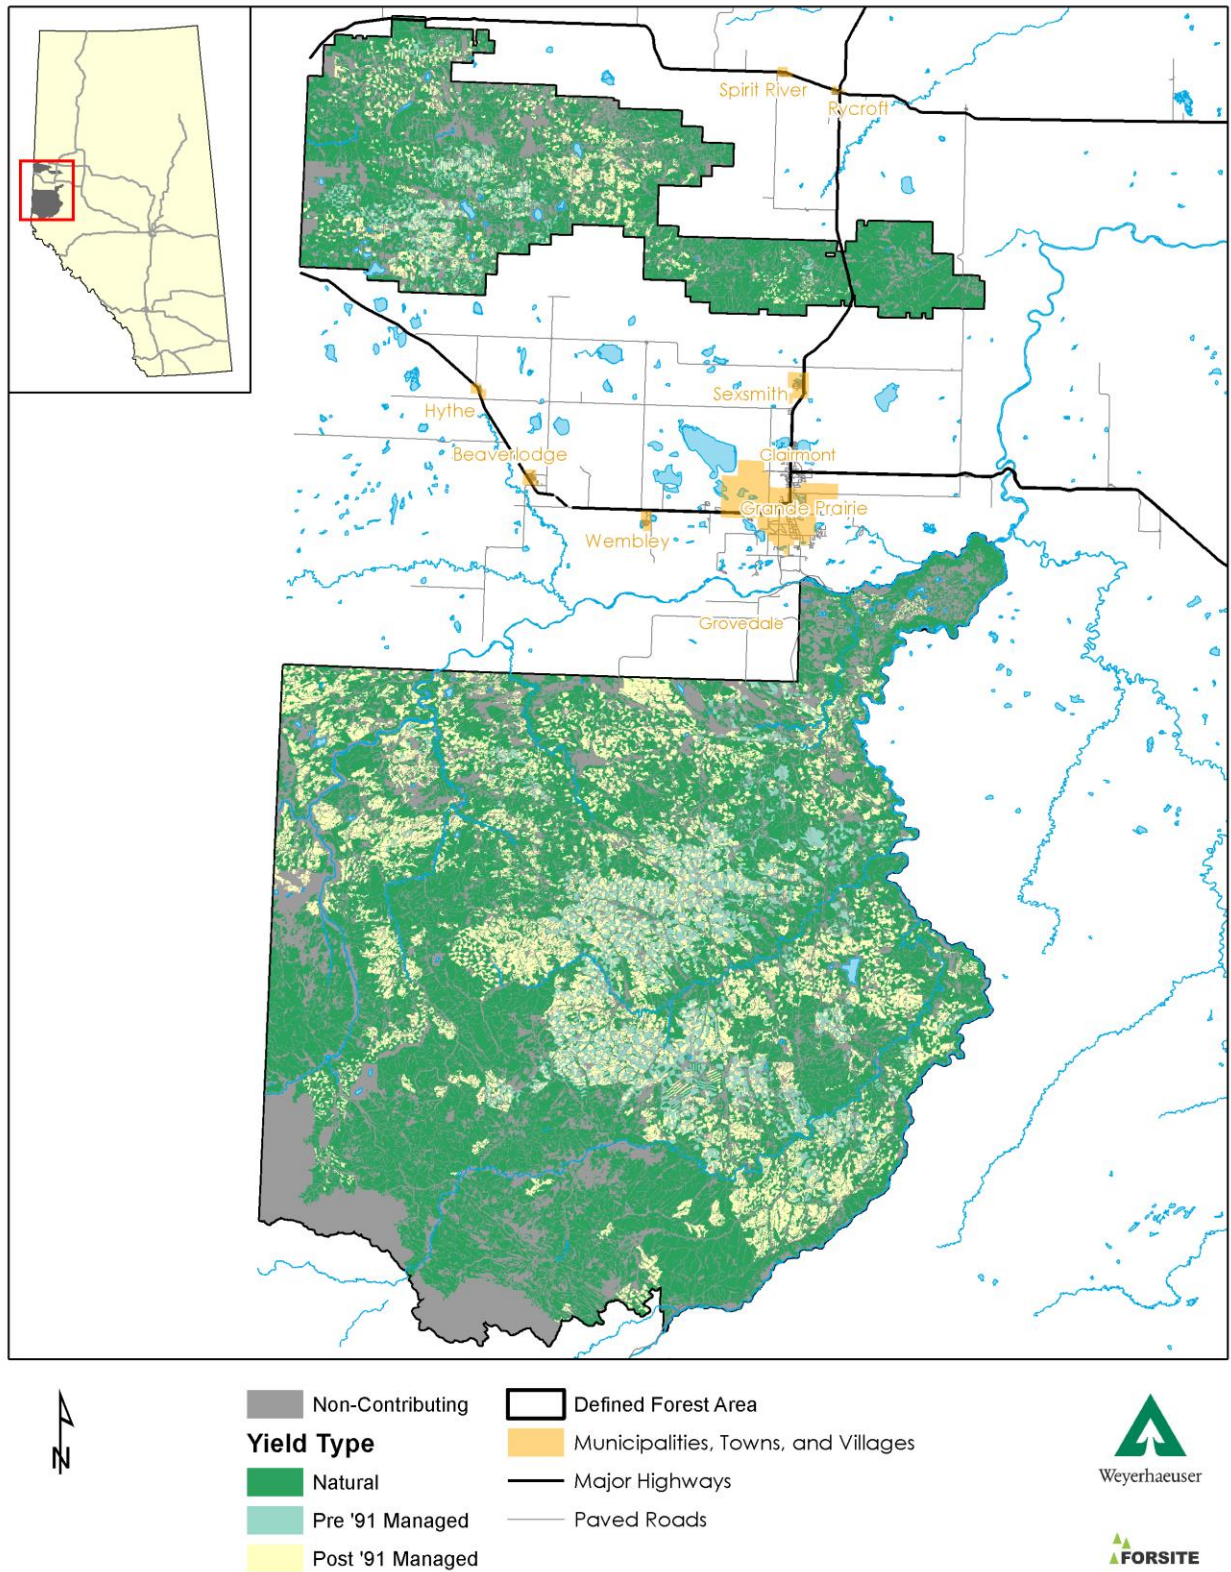 Spirit River
Rycroft
Sexsmith
Hythe
Clairmont
Beaverlodge
Grande Prairie
Wembley
Grovedale
N
Non-Contributing
Yield Type
Natural
Pre '91 Managed
Post '91 Managed
Defined Forest Area
Municipalities, Towns, and Villages
Major Highways
Paved Roads
Weyerhaeuser
FORSITE